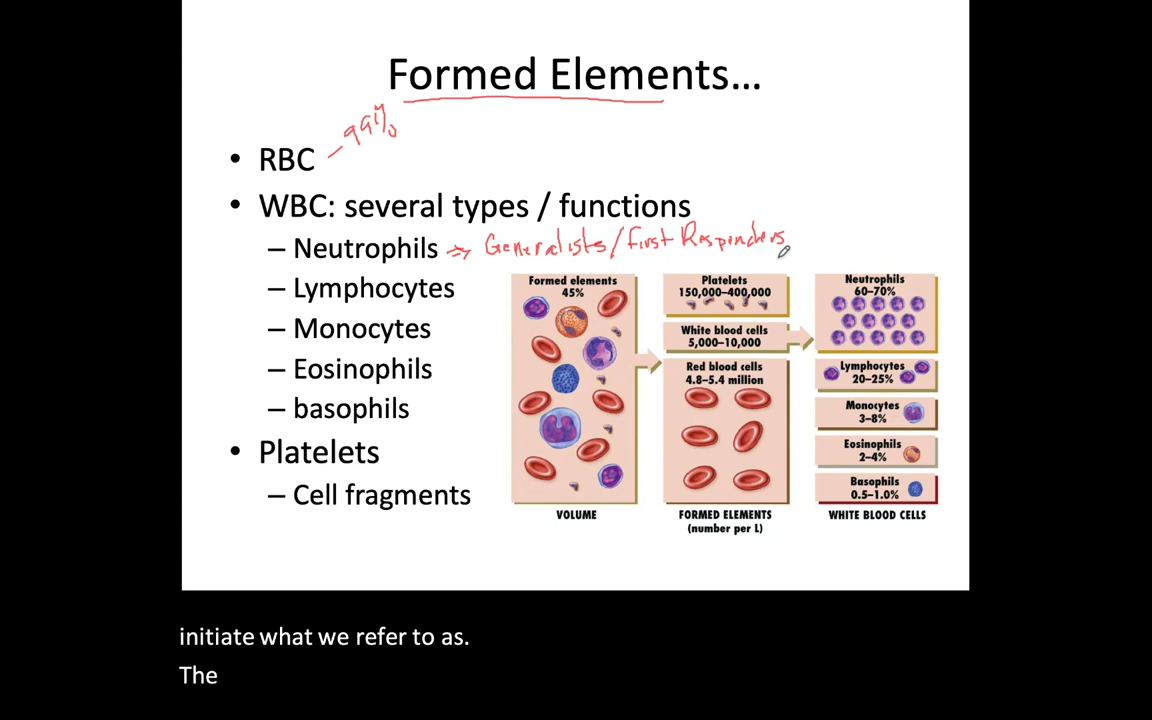 Formed Elements...
99%
• RBC
• WBC: several types / functions
– Neutrophils → Generalists/First Responders
– Lymphocytes
– Monocytes
– Eosinophils
– basophils
• Platelets
– Cell fragments
Formed elements
45%
VOLUME
Platelets
150,000–400,000
White blood cells
5,000–10,000
Red blood cells
4.8–5.4 million
FORMED ELEMENTS
(number per L)
Neutrophils
60–70%
Lymphocytes
20–25%
Monocytes
3–8%
Eosinophils
2–4%
Basophils
0.5–1.0%
WHITE BLOOD CELLS
initiate what we refer to as.
The